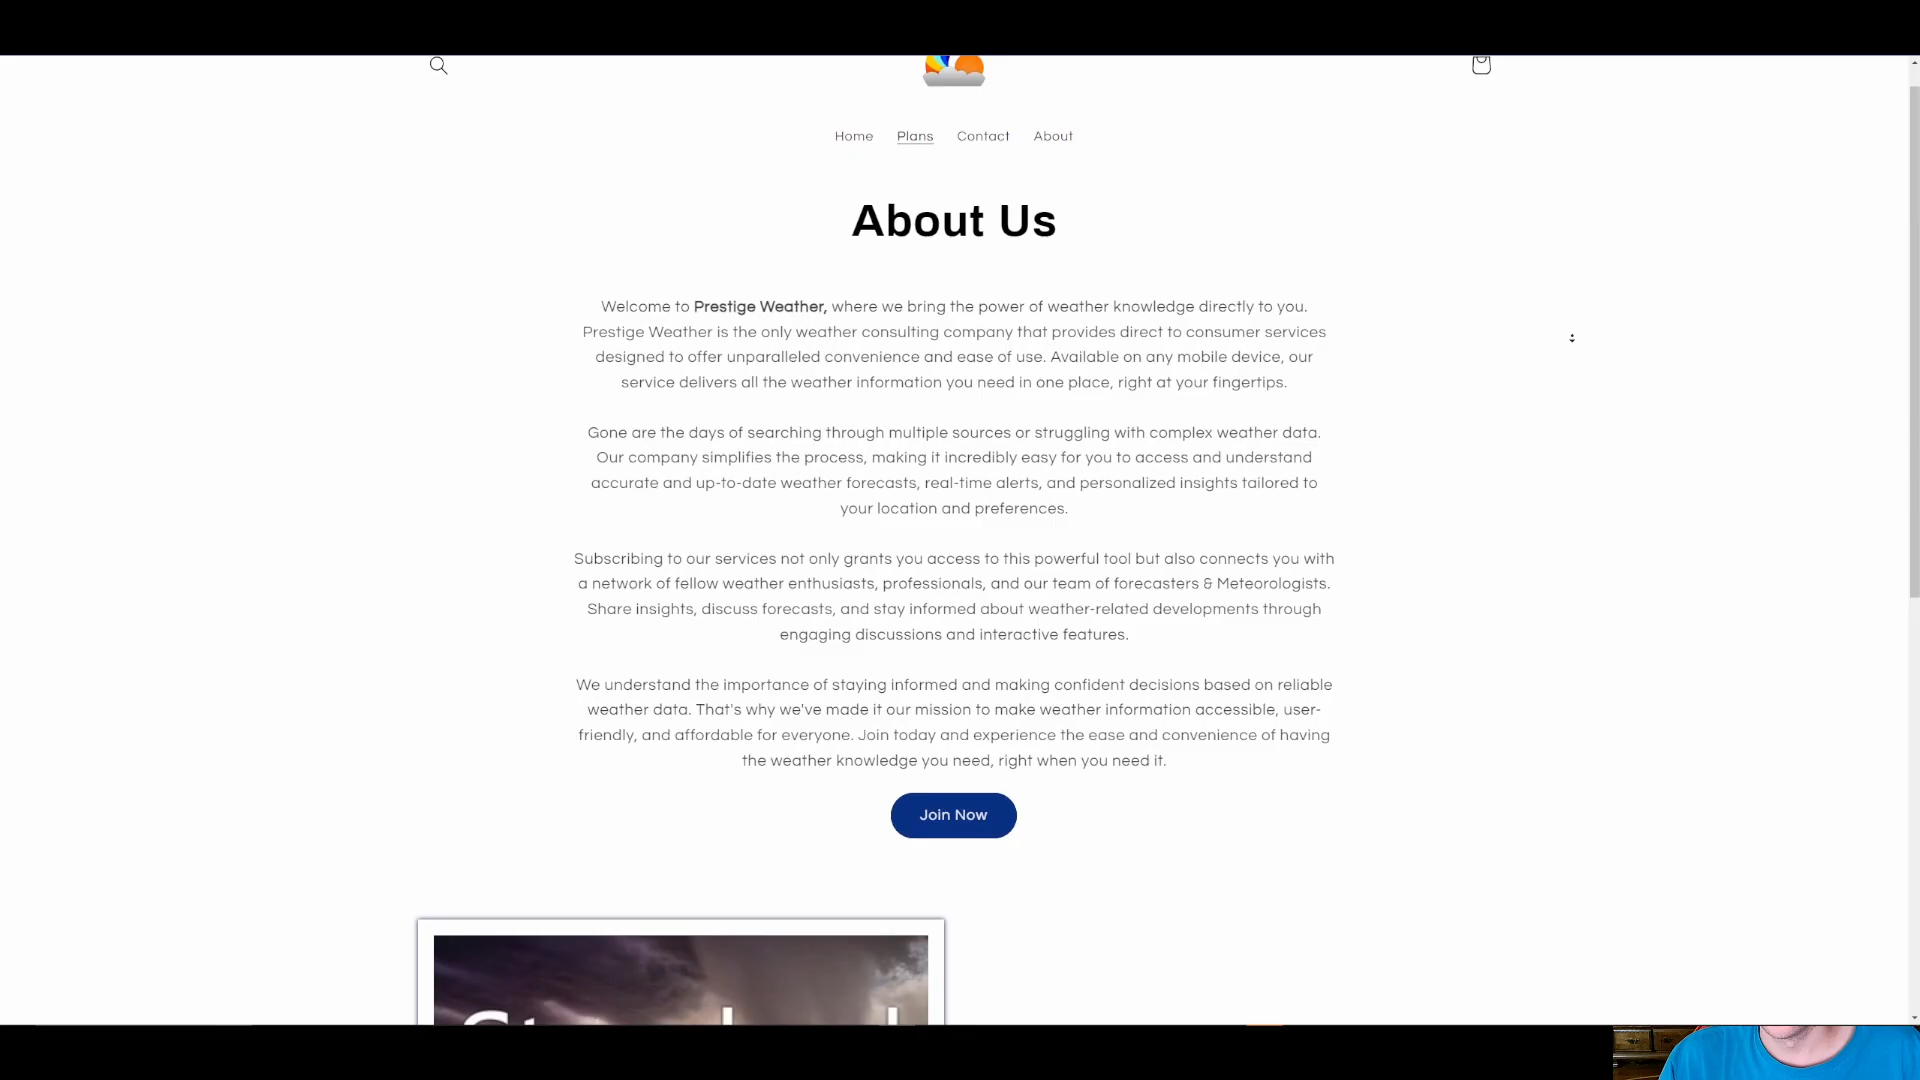 Home Plans Contact About
About Us
Welcome to Prestige Weather, where we bring the power of weather knowledge directly to you.
Prestige Weather is the only weather consulting company that provides direct to consumer services
designed to offer unparalleled convenience and ease of use. Available on any mobile device, our
service delivers all the weather information you need in one place, right at your fingertips.
Gone are the days of searching through multiple sources or struggling with complex weather data.
Our company simplifies the process, making it incredibly easy for you to access and understand
accurate and up-to-date weather forecasts, real-time alerts, and personalized insights tailored to
your location and preferences.
Subscribing to our services not only grants you access to this powerful tool but also connects you with
a network of fellow weather enthusiasts, professionals, and our team of forecasters & Meteorologists.
Share insights, discuss forecasts, and stay informed about weather-related developments through
engaging discussions and interactive features.
We understand the importance of staying informed and making confident decisions based on reliable
weather data. That's why we've made it our mission to make weather information accessible, user-
friendly, and affordable for everyone. Join today and experience the ease and convenience of having
the weather knowledge you need, right when you need it.
Join Now